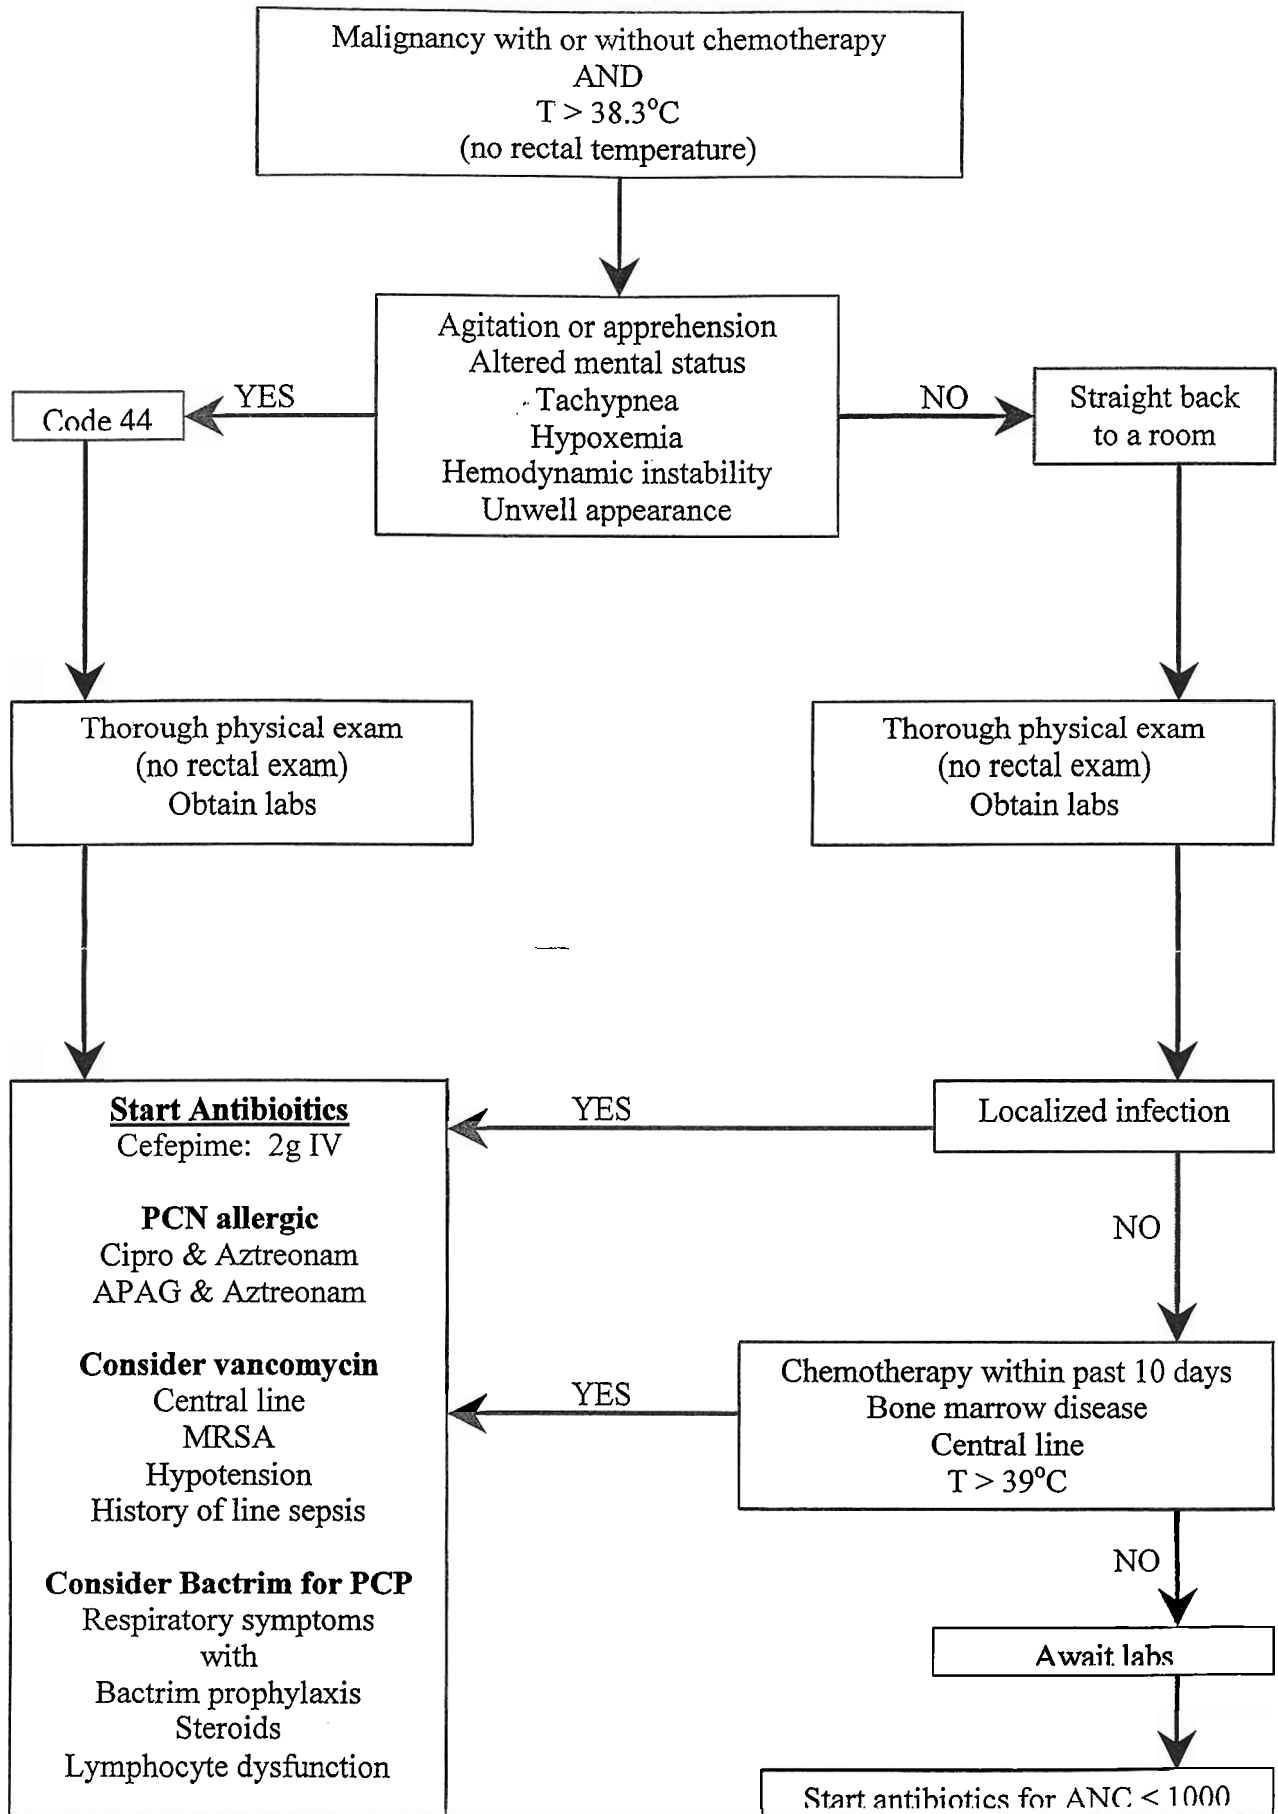 Malignancy with or without chemotherapy
AND
T > 38.3°C
(no rectal temperature)
Agitation or apprehension
Altered mental status
Tachypnea
Hypoxemia
Hemodynamic instability
Unwell appearance
YES
Code 44
NO
Straight back
to a room
Thorough physical exam
(no rectal exam)
Obtain labs
Thorough physical exam
(no rectal exam)
Obtain labs
Start Antibioitics
Cefepime: 2g IV
PCN allergic
Cipro & Aztreonam
APAG & Aztreonam
Consider vancomycin
Central line
MRSA
Hypotension
History of line sepsis
Consider Bactrim for PCP
Respiratory symptoms
with
Bactrim prophylaxis
Steroids
Lymphocyte dysfunction
YES
Localized infection
NO
YES
Chemotherapy within past 10 days
Bone marrow disease
Central line
T > 39°C
NO
Await labs
Start antibiotics for ANC < 1000